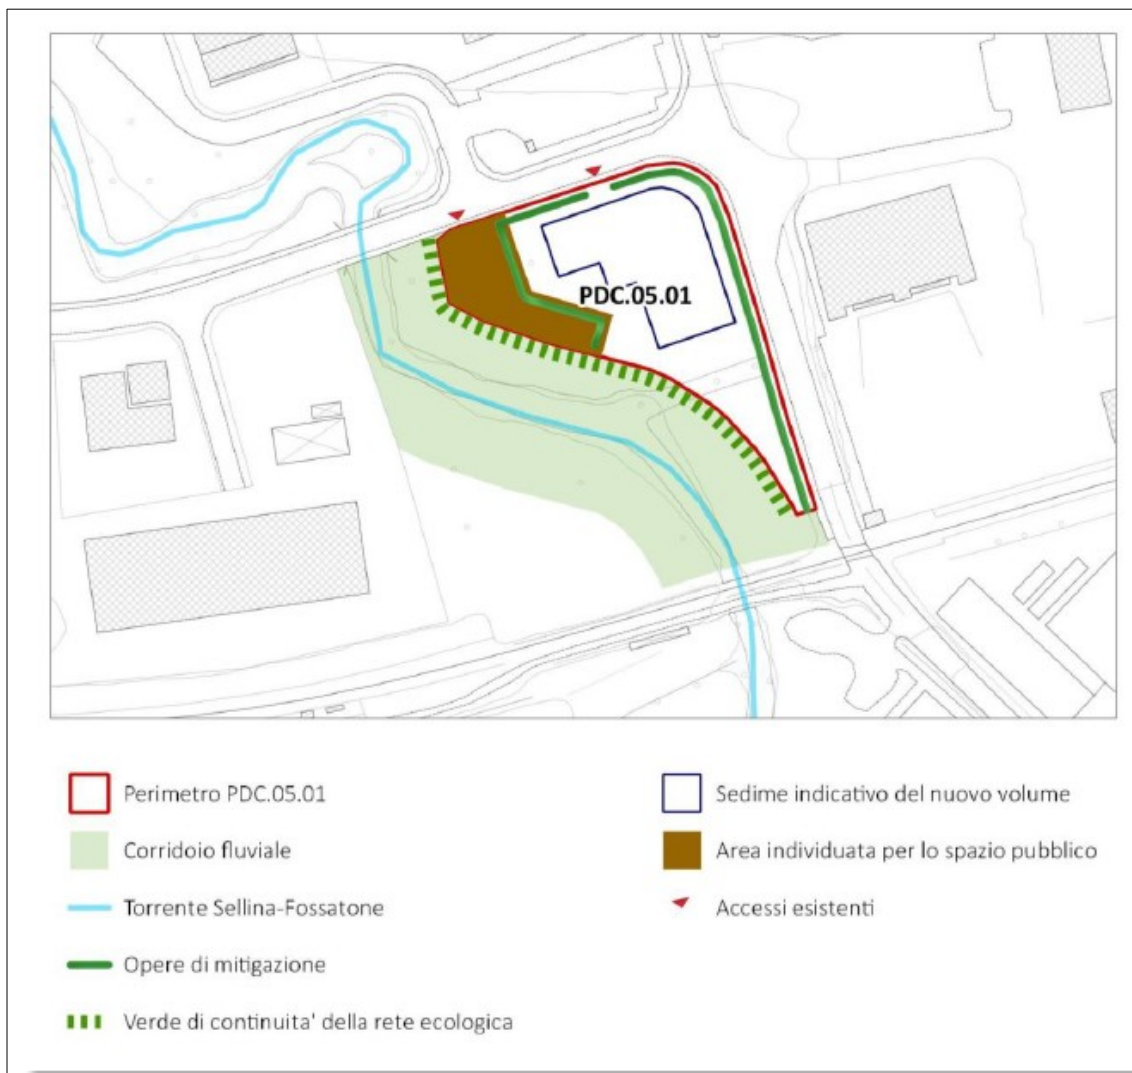 PDC.05.01
Perimetro PDC.05.01
Corridoio fluviale
Torrente Sellina-Fossatone
Opere di mitigazione
Verde di continuita' della rete ecologica
Sedime indicativo del nuovo volume
Area individuata per lo spazio pubblico
Accessi esistenti